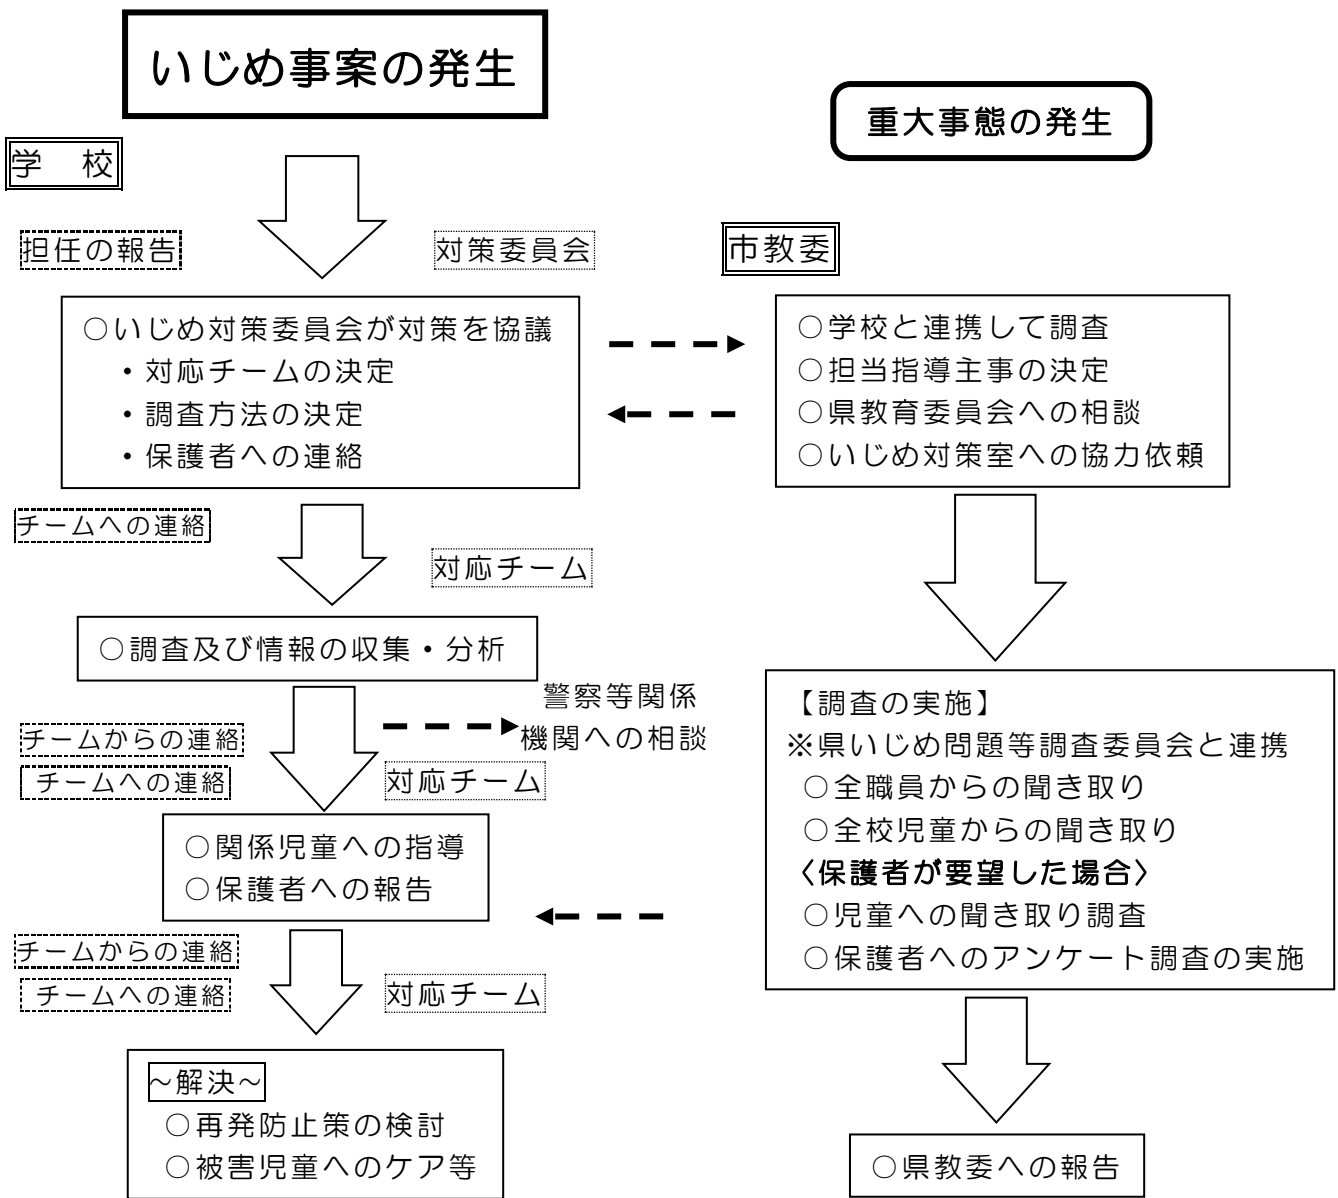 いじめ事案の発生
重大事態の発生
学　校
担任の報告
対策委員会
市教委
○いじめ対策委員会が対策を協議
・対応チームの決定
・調査方法の決定
・保護者への連絡
○学校と連携して調査
○担当指導主事の決定
○県教育委員会への相談
○いじめ対策室への協力依頼
チームへの連絡
対応チーム
○調査及び情報の収集・分析
警察等関係
機関への相談
チームからの連絡
チームへの連絡
対応チーム
【調査の実施】
※県いじめ問題等調査委員会と連携
○全職員からの聞き取り
○全校児童からの聞き取り
〈保護者が要望した場合〉
○児童への聞き取り調査
○保護者へのアンケート調査の実施
○関係児童への指導
○保護者への報告
チームからの連絡
チームへの連絡
対応チーム
～解決～
○再発防止策の検討
○被害児童へのケア等
○県教委への報告